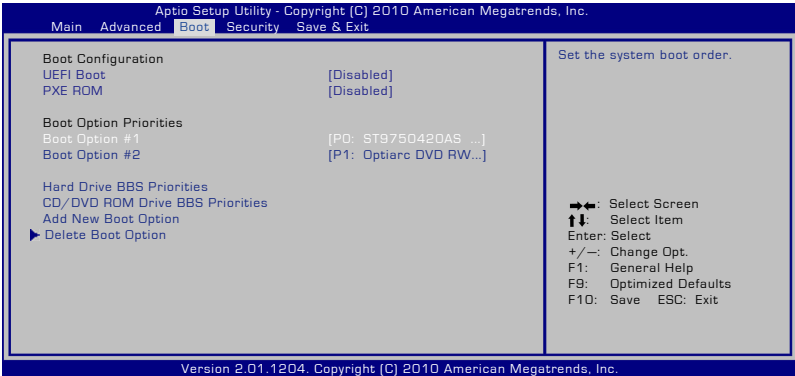 Aptio Setup Utility - Copyright (C) 2010 American Megatrends, Inc.
Main Advanced Boot Security Save & Exit
Boot Configuration
UEFI Boot [Disabled]
PXE ROM [Disabled]
Boot Option Priorities
Boot Option #1 [P0: ST9750420AS ...]
Boot Option #2 [P1: Optiarc DVD RW...]
Hard Drive BBS Priorities
CD/DVD ROM Drive BBS Priorities
Add New Boot Option
Delete Boot Option
Set the system boot order.
→←: Select Screen
↑↓: Select Item
Enter: Select
+/—: Change Opt.
F1: General Help
F9: Optimized Defaults
F10: Save ESC: Exit
Version 2.01.1204. Copyright (C) 2010 American Megatrends, Inc.